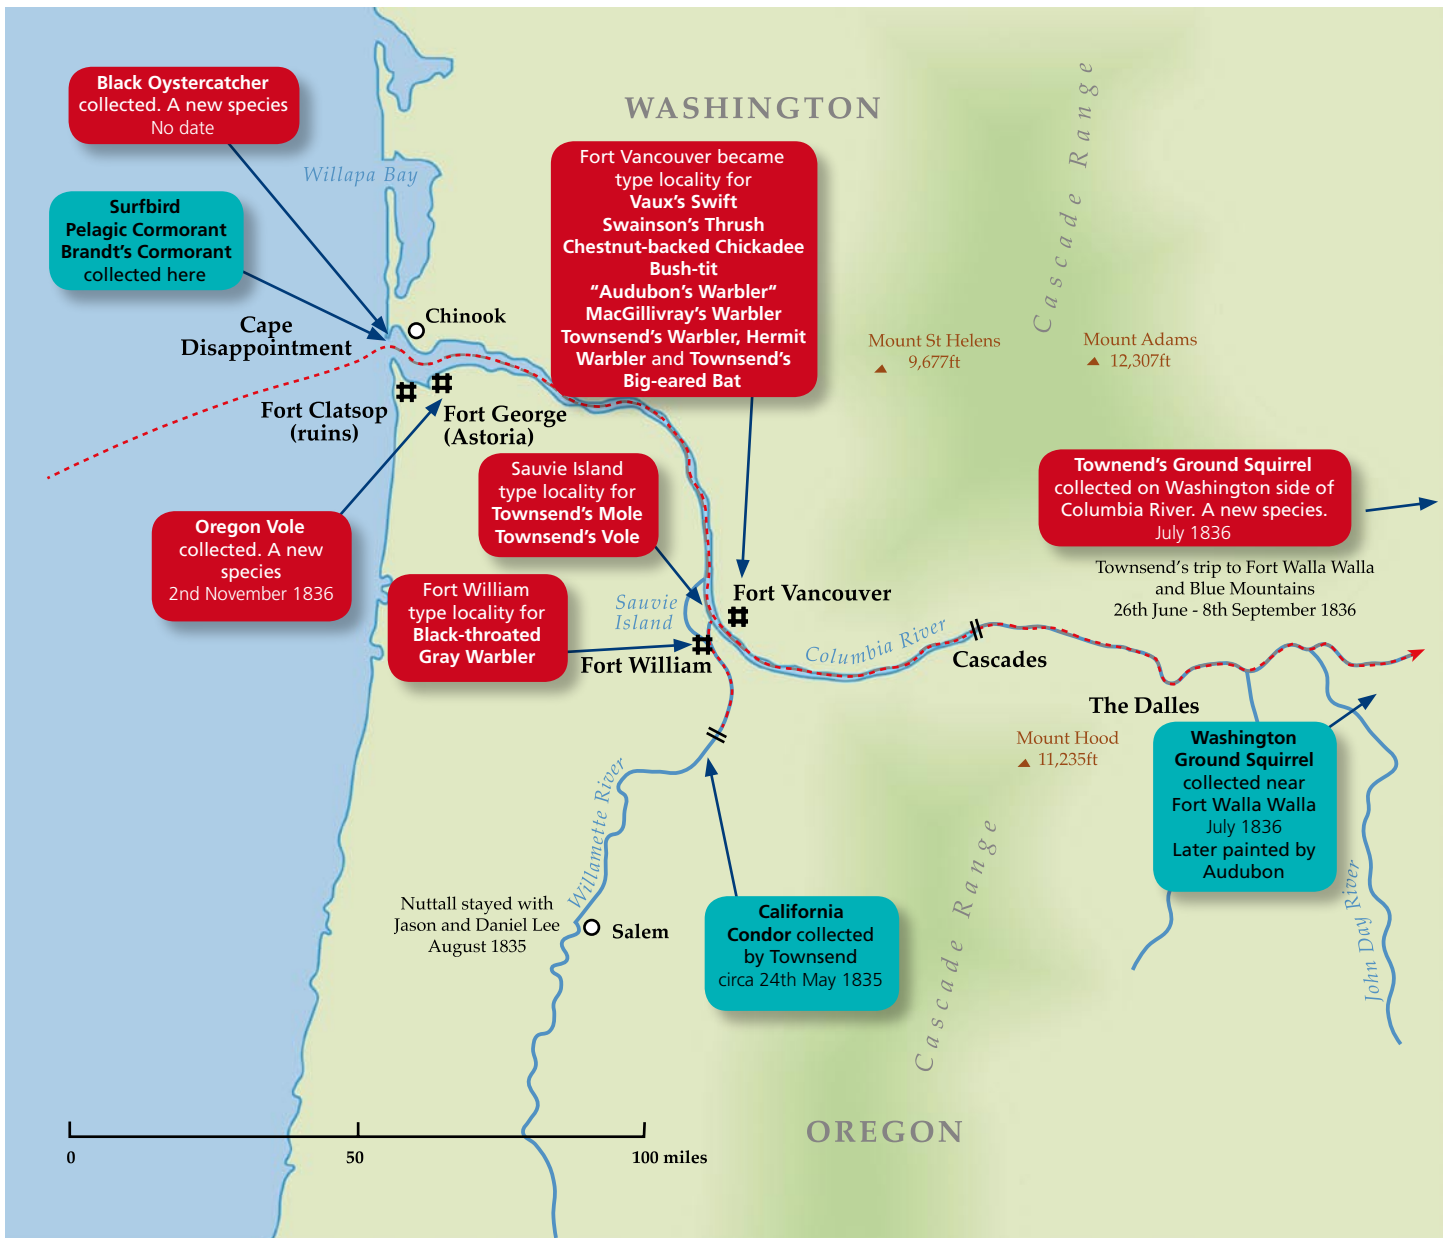 WASHINGTON
Black Oystercatcher
collected. A new species
No date
Willapa Bay
Surfbird
Pelagic Cormorant
Brandt's Cormorant
collected here
Fort Vancouver became
type locality for
Vaux's Swift
Swainson's Thrush
Chestnut-backed Chickadee
Bush-tit
“Audubon's Warbler”
MacGillivray's Warbler
Townsend's Warbler, Hermit
Warbler and Townsend's
Big-eared Bat
Cascade Range
Chinook
Cape
Disappointment
Mount St Helens
9,677ft
Mount Adams
12,307ft
Fort Clatsop
(ruins)
Fort George
(Astoria)
Sauvie Island
type locality for
Townsend's Mole
Townsend's Vole
Townend's Ground Squirrel
collected on Washington side of
Columbia River. A new species.
July 1836
Oregon Vole
collected. A new
species
2nd November 1836
Townsend's trip to Fort Walla Walla
and Blue Mountains
26th June - 8th September 1836
Fort William
type locality for
Black-throated
Gray Warbler
Sauvie
Island
Fort Vancouver
Fort William
Columbia River
Cascades
The Dalles
Mount Hood
11,235ft
Washington
Ground Squirrel
collected near
Fort Walla Walla
July 1836
Later painted by
Audubon
Willamette River
Cascade Range
John Day River
Nuttall stayed with
Jason and Daniel Lee
August 1835
Salem
California
Condor collected
by Townsend
circa 24th May 1835
OREGON
0
50
100 miles